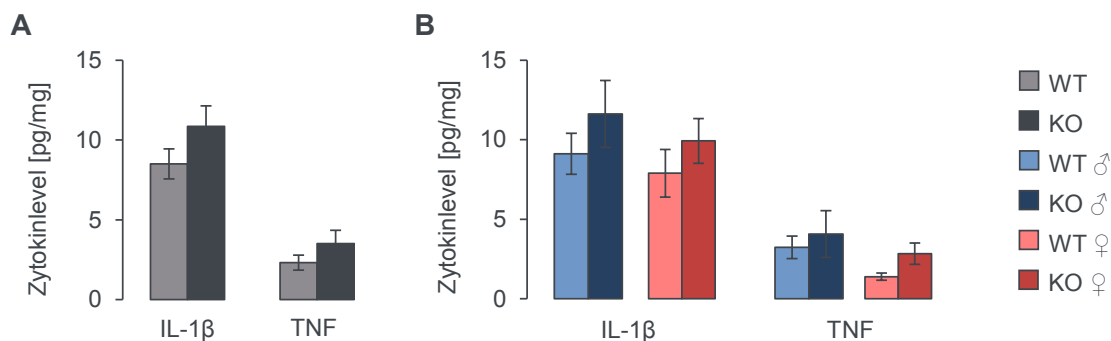 A
Zytokinlevel [pg/mg]
15
10
5
0
IL-1β
TNF
B
Zytokinlevel [pg/mg]
15
10
5
0
IL-1β
TNF
WT
KO
WT ♂
KO ♂
WT ♀
KO ♀